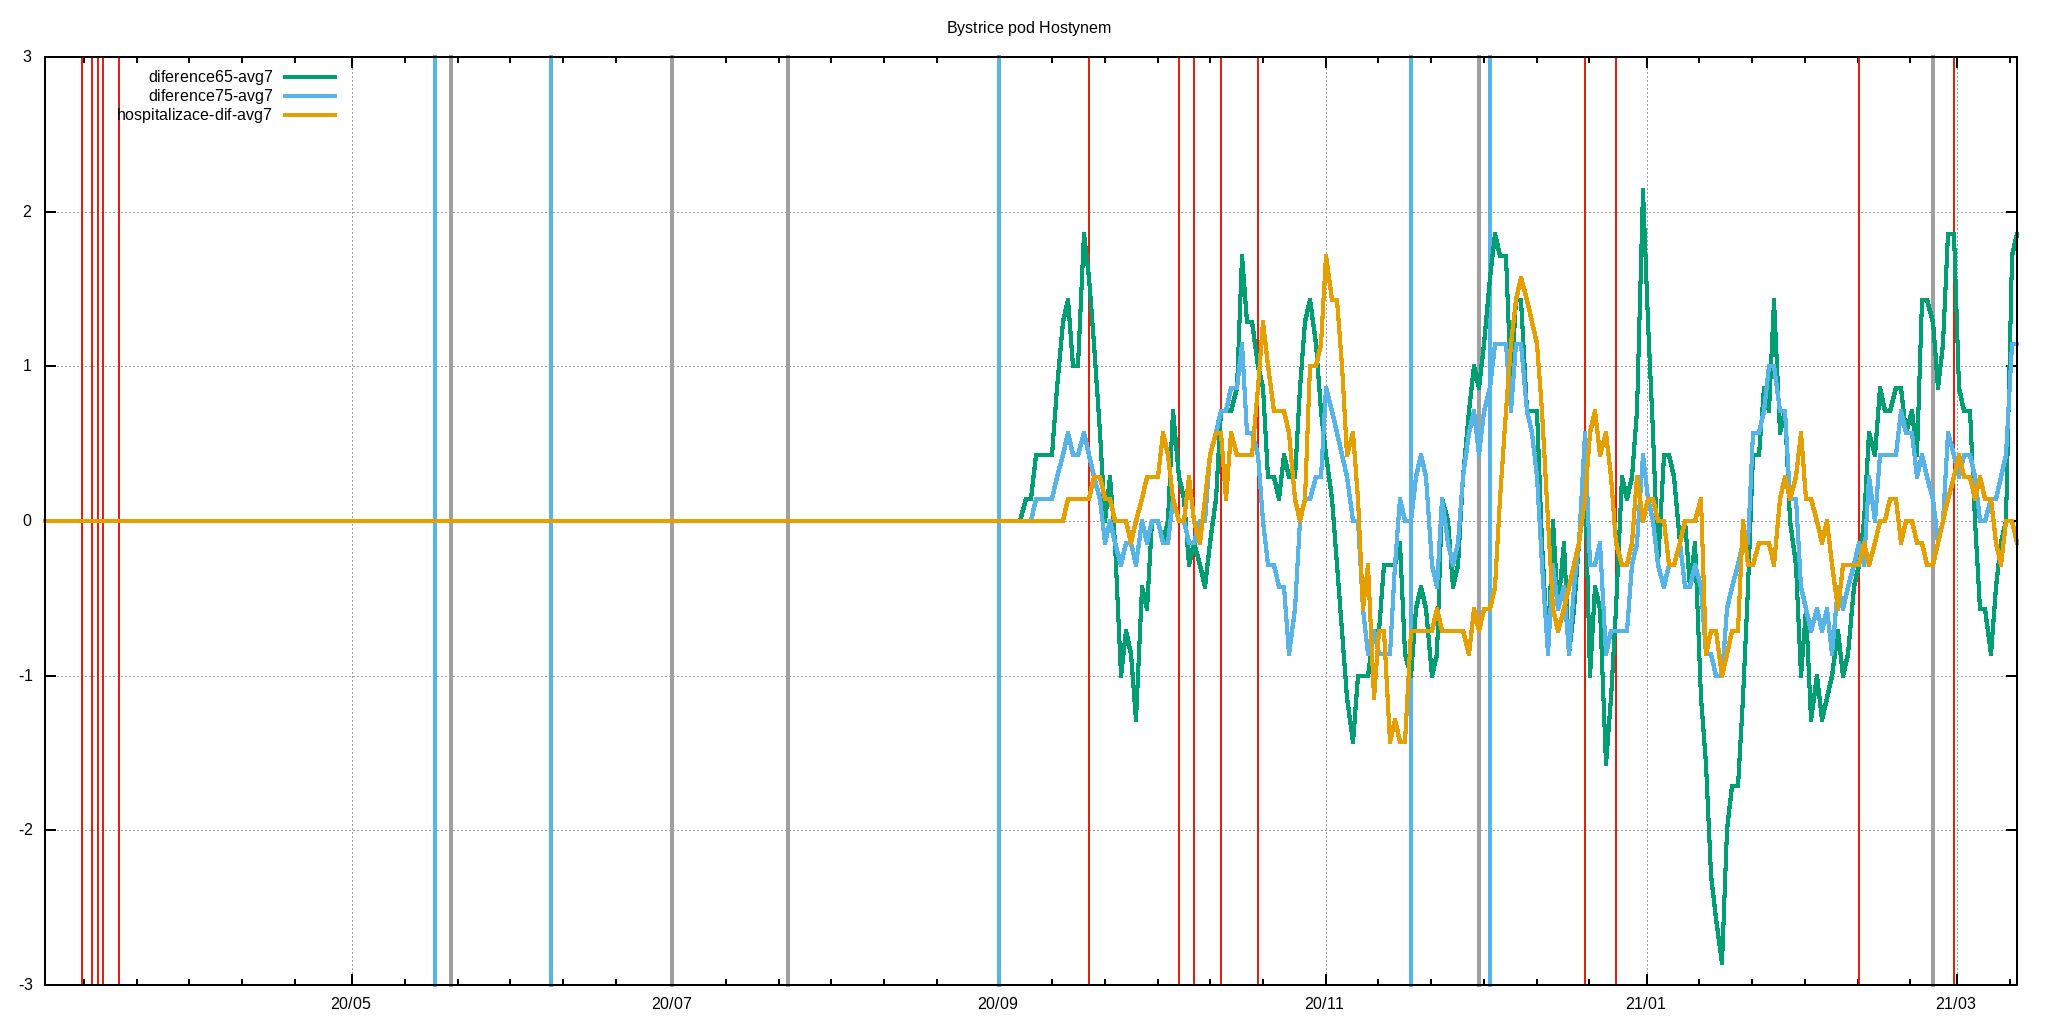 Bystrice pod Hostynem
3
diference65-avg7
diference75-avg7
hospitalizace-dif-avg7
2
1
0
-1
-2
-3
20/05 20/07 20/09 20/11 21/01 21/03